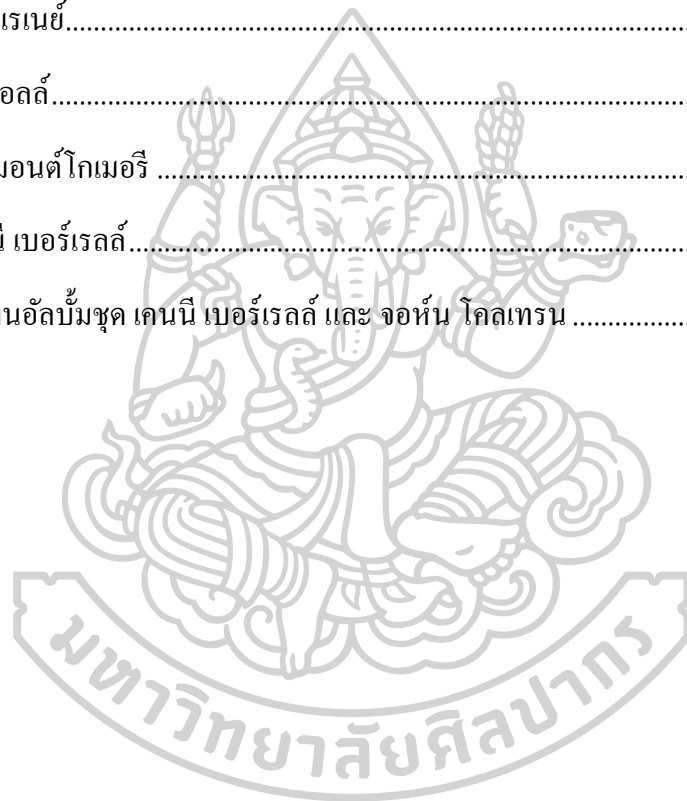 เรเนย์...............................................................................................................
อลล์..................................................................................................................
มอนต์โกเมอรี ..............................................................................................
นี เบอร์เรลล์...................................................................................................
านอัลบั้มชุด เคนนี เบอร์เรลล์ และ จอห์น โคลเทรน .....................
มหาวิทยาลัยศิลปากร